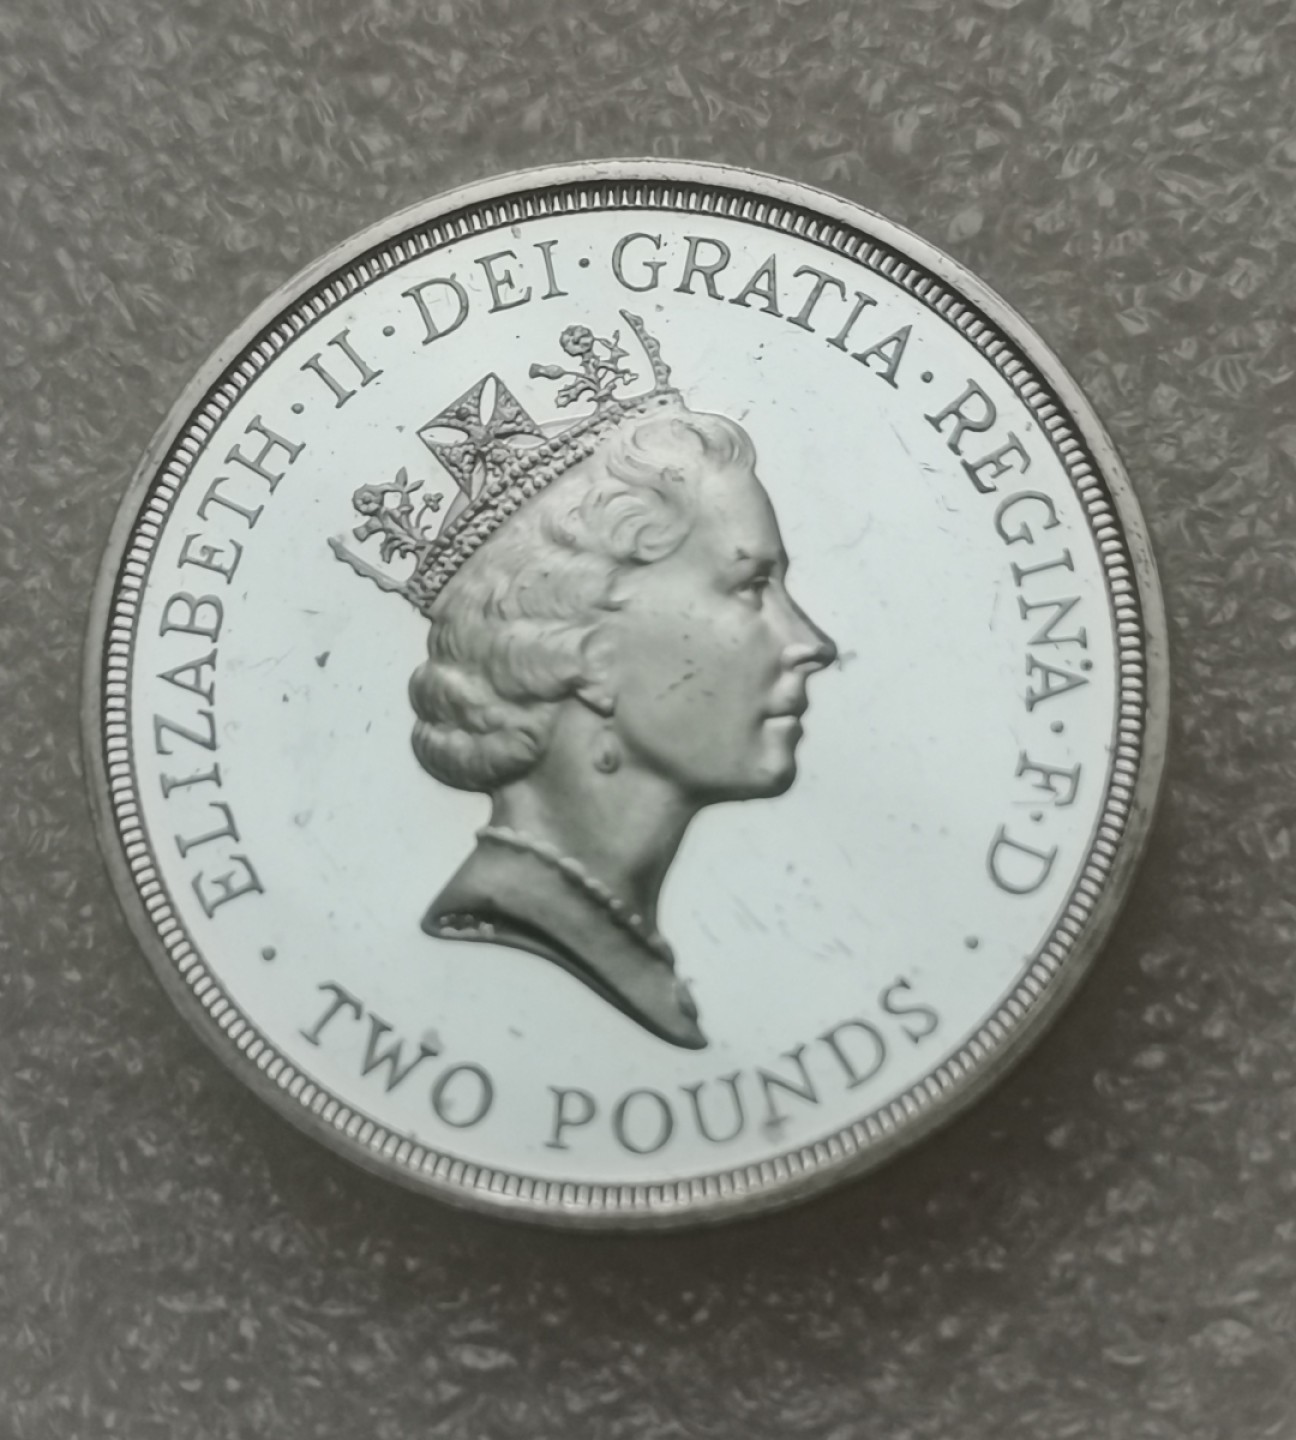 ELIZABETH·II·DEI·GRATIA·REGINA·F·D
· TWO POUNDS ·